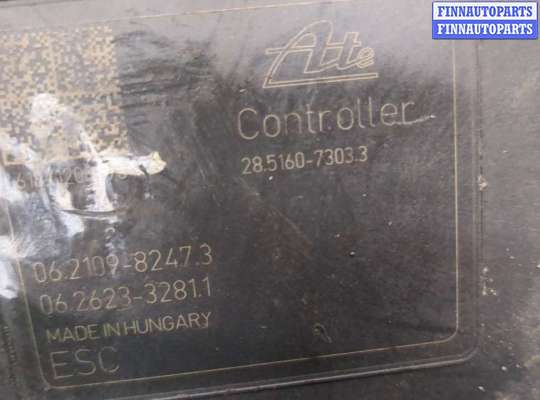 FINNAUTOPARTS
FINNAUTOPARTS
Ate
Controller
28.5160-7303.3
06.2109-8247.3
06.2623-3281.1
MADE IN HUNGARY
ESC